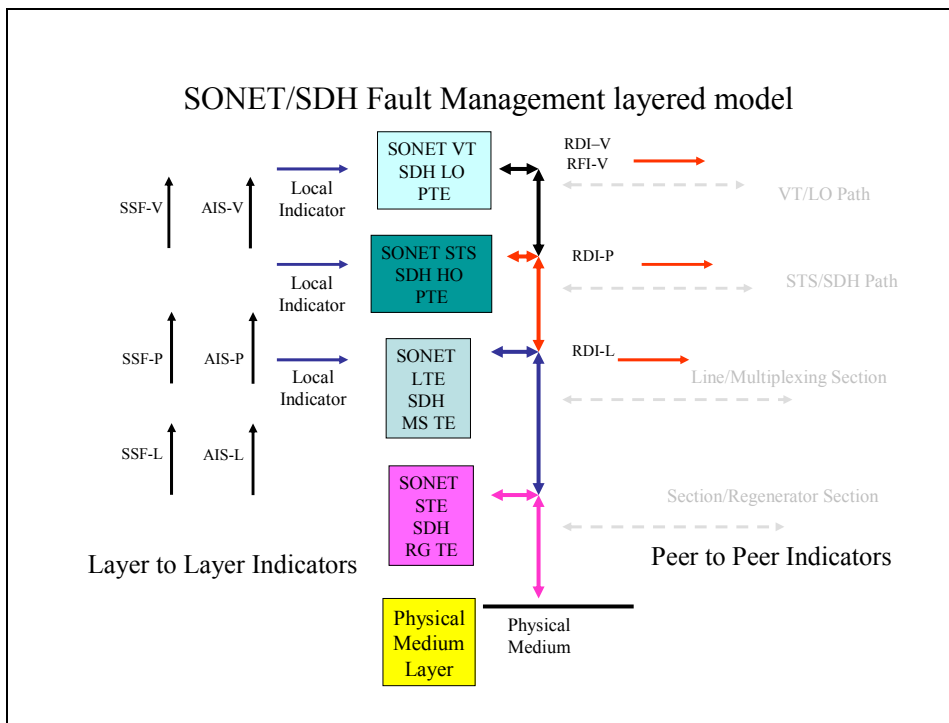 SONET/SDH Fault Management layered model
SSF-V
AIS-V
Local
Indicator
SONET VT
SDH LO
PTE
RDI–V
RFI-V
VT/LO Path
Local
Indicator
SONET STS
SDH HO
PTE
RDI-P
STS/SDH Path
SSF-P
AIS-P
Local
Indicator
SONET
LTE
SDH
MS TE
RDI-L
Line/Multiplexing Section
SSF-L
AIS-L
SONET
STE
SDH
RG TE
Section/Regenerator Section
Layer to Layer Indicators
Peer to Peer Indicators
Physical
Medium
Layer
Physical
Medium